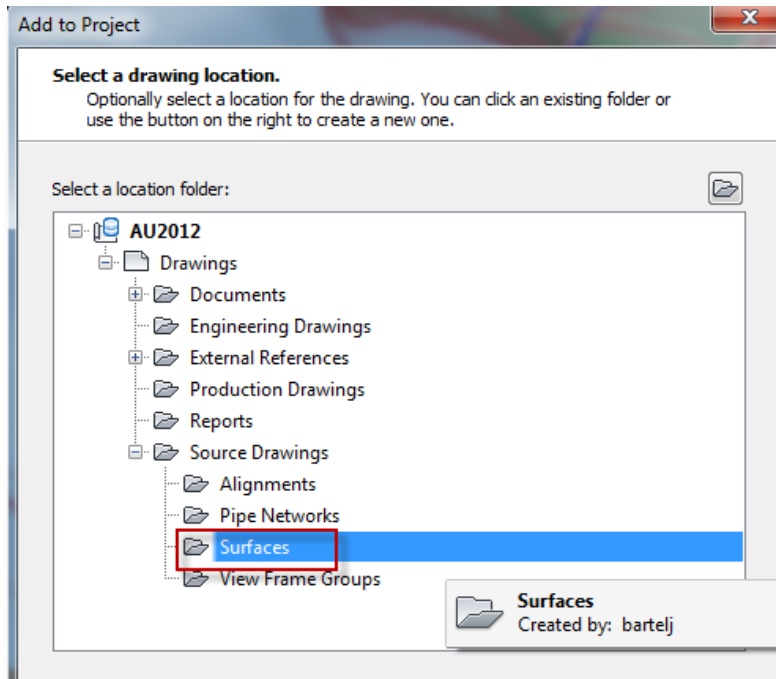 Add to Project
Select a drawing location.
Optionally select a location for the drawing. You can click an existing folder or
use the button on the right to create a new one.
Select a location folder:
AU2012
Drawings
Documents
Engineering Drawings
External References
Production Drawings
Reports
Source Drawings
Alignments
Pipe Networks
Surfaces
View Frame Groups
Surfaces
Created by: bartelj